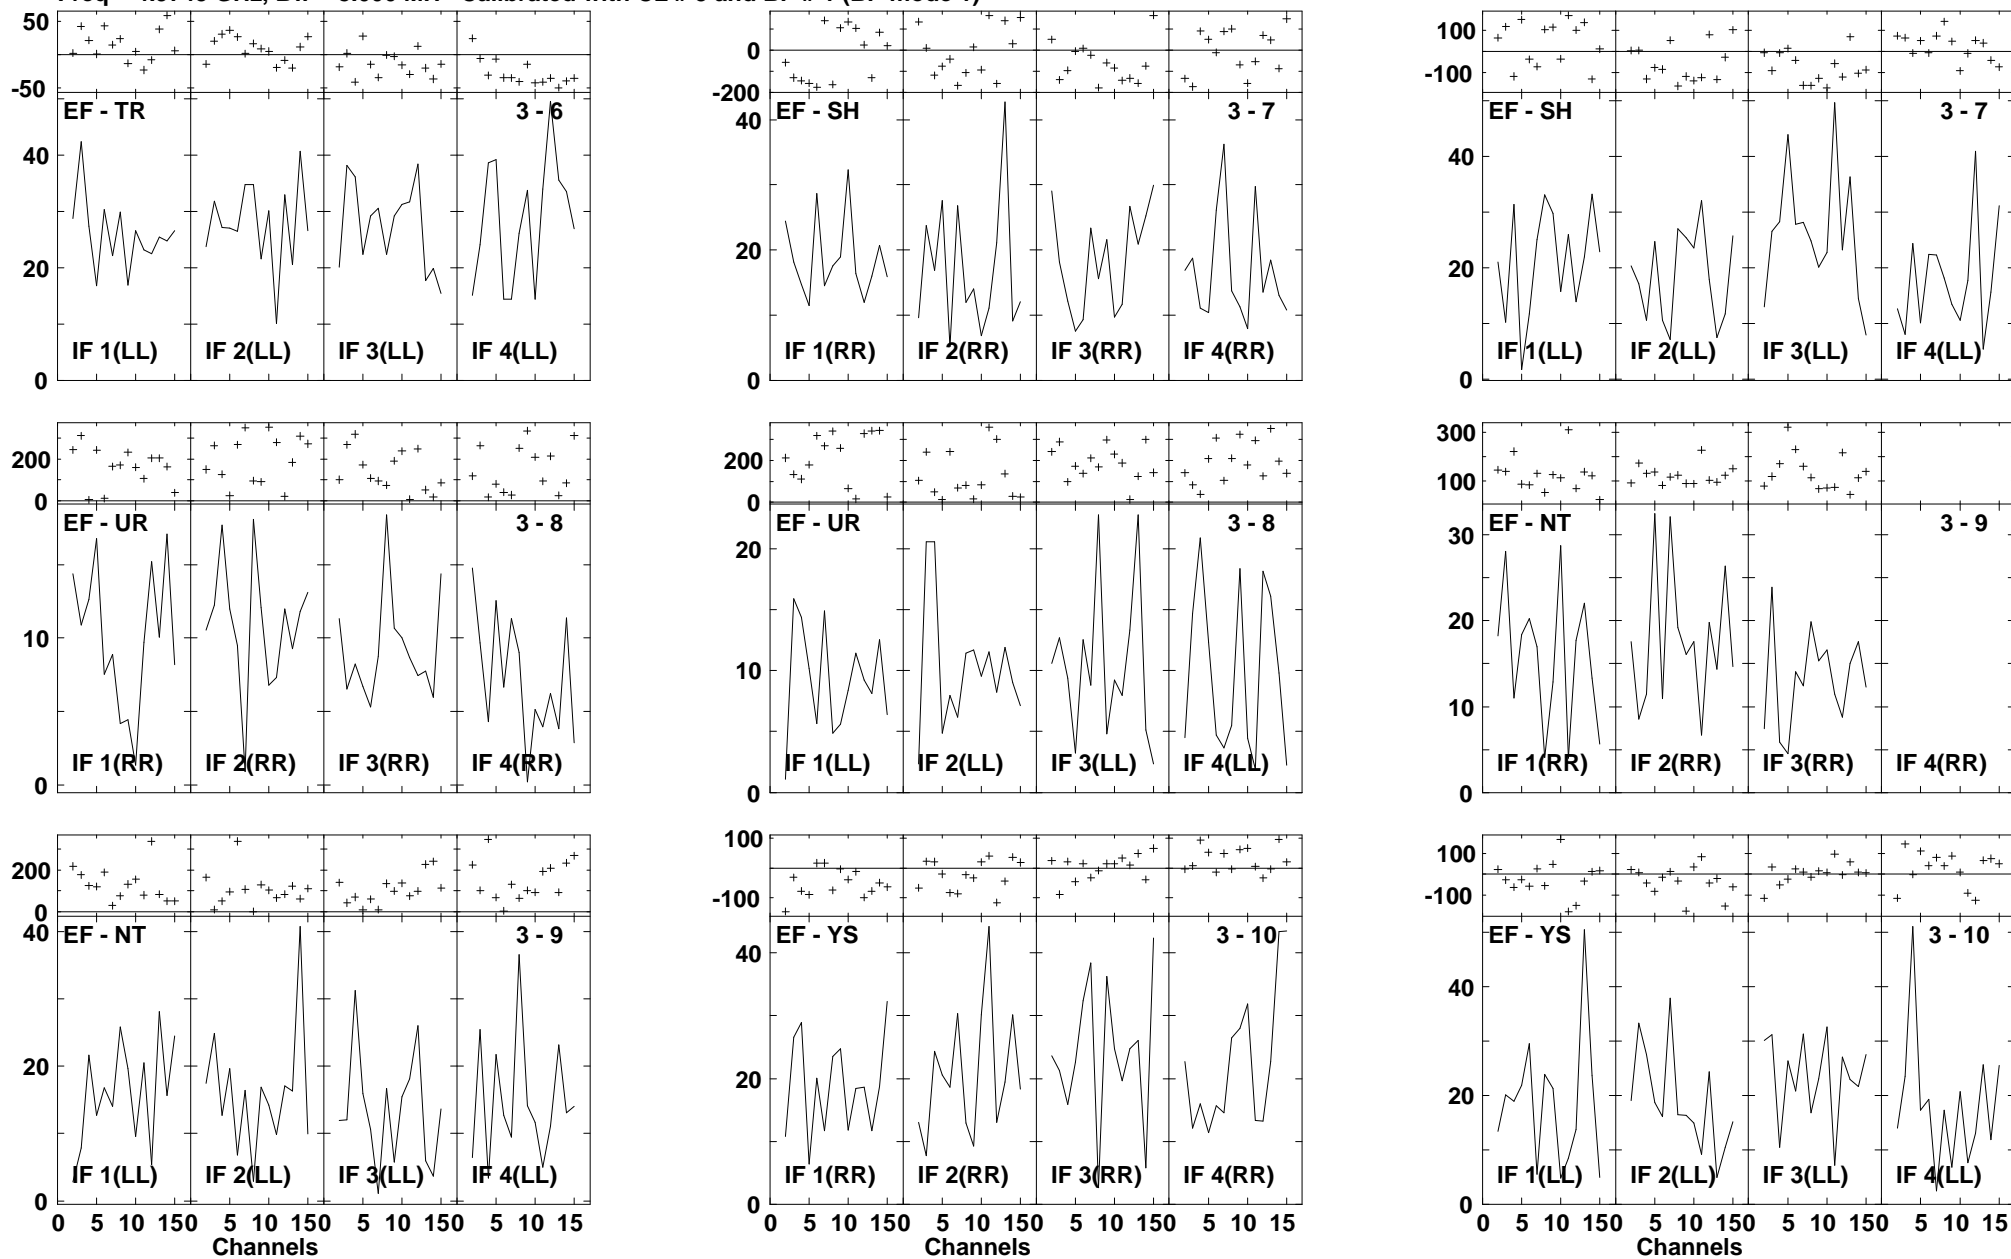 50
0
-50
EF - TR
3 - 6
40
20
0
IF 1(LL)
IF 2(LL)
IF 3(LL)
IF 4(LL)
0
-200
EF - SH
3 - 7
40
20
0
IF 1(RR)
IF 2(RR)
IF 3(RR)
IF 4(RR)
100
-100
EF - SH
3 - 7
40
20
0
IF 1(LL)
IF 2(LL)
IF 3(LL)
IF 4(LL)
200
0
EF - UR
3 - 8
10
0
IF 1(RR)
IF 2(RR)
IF 3(RR)
IF 4(RR)
200
0
EF - UR
3 - 8
20
10
0
IF 1(LL)
IF 2(LL)
IF 3(LL)
IF 4(LL)
300
100
EF - NT
3 - 9
30
20
10
0
IF 1(RR)
IF 2(RR)
IF 3(RR)
IF 4(RR)
200
0
EF - NT
3 - 9
40
20
0
IF 1(LL)
IF 2(LL)
IF 3(LL)
IF 4(LL)
0 5 10 150 5 10 150 5 10 150 5 10 15
Channels
100
-100
EF - YS
3 - 10
40
20
0
IF 1(RR)
IF 2(RR)
IF 3(RR)
IF 4(RR)
0 5 10 150 5 10 150 5 10 150 5 10 15
Channels
100
-100
EF - YS
3 - 10
40
20
0
IF 1(LL)
IF 2(LL)
IF 3(LL)
IF 4(LL)
0 5 10 150 5 10 150 5 10 150 5 10 15
Channels